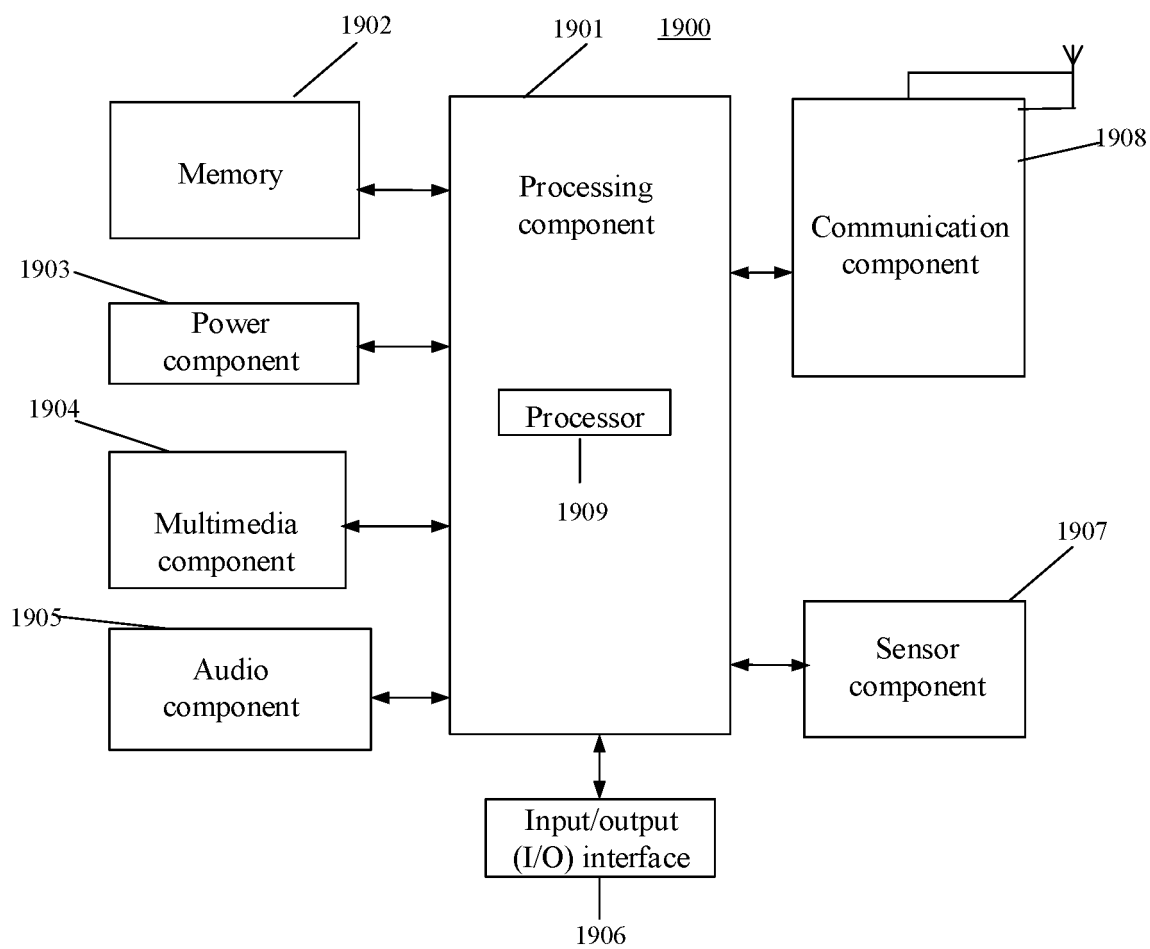 1902
1901
1900
Memory
Processing
component
1908
Communication
component
1903
Power
component
1904
Processor
1909
Multimedia
component
1907
1905
Audio
component
Sensor
component
Input/output
(I/O) interface
1906